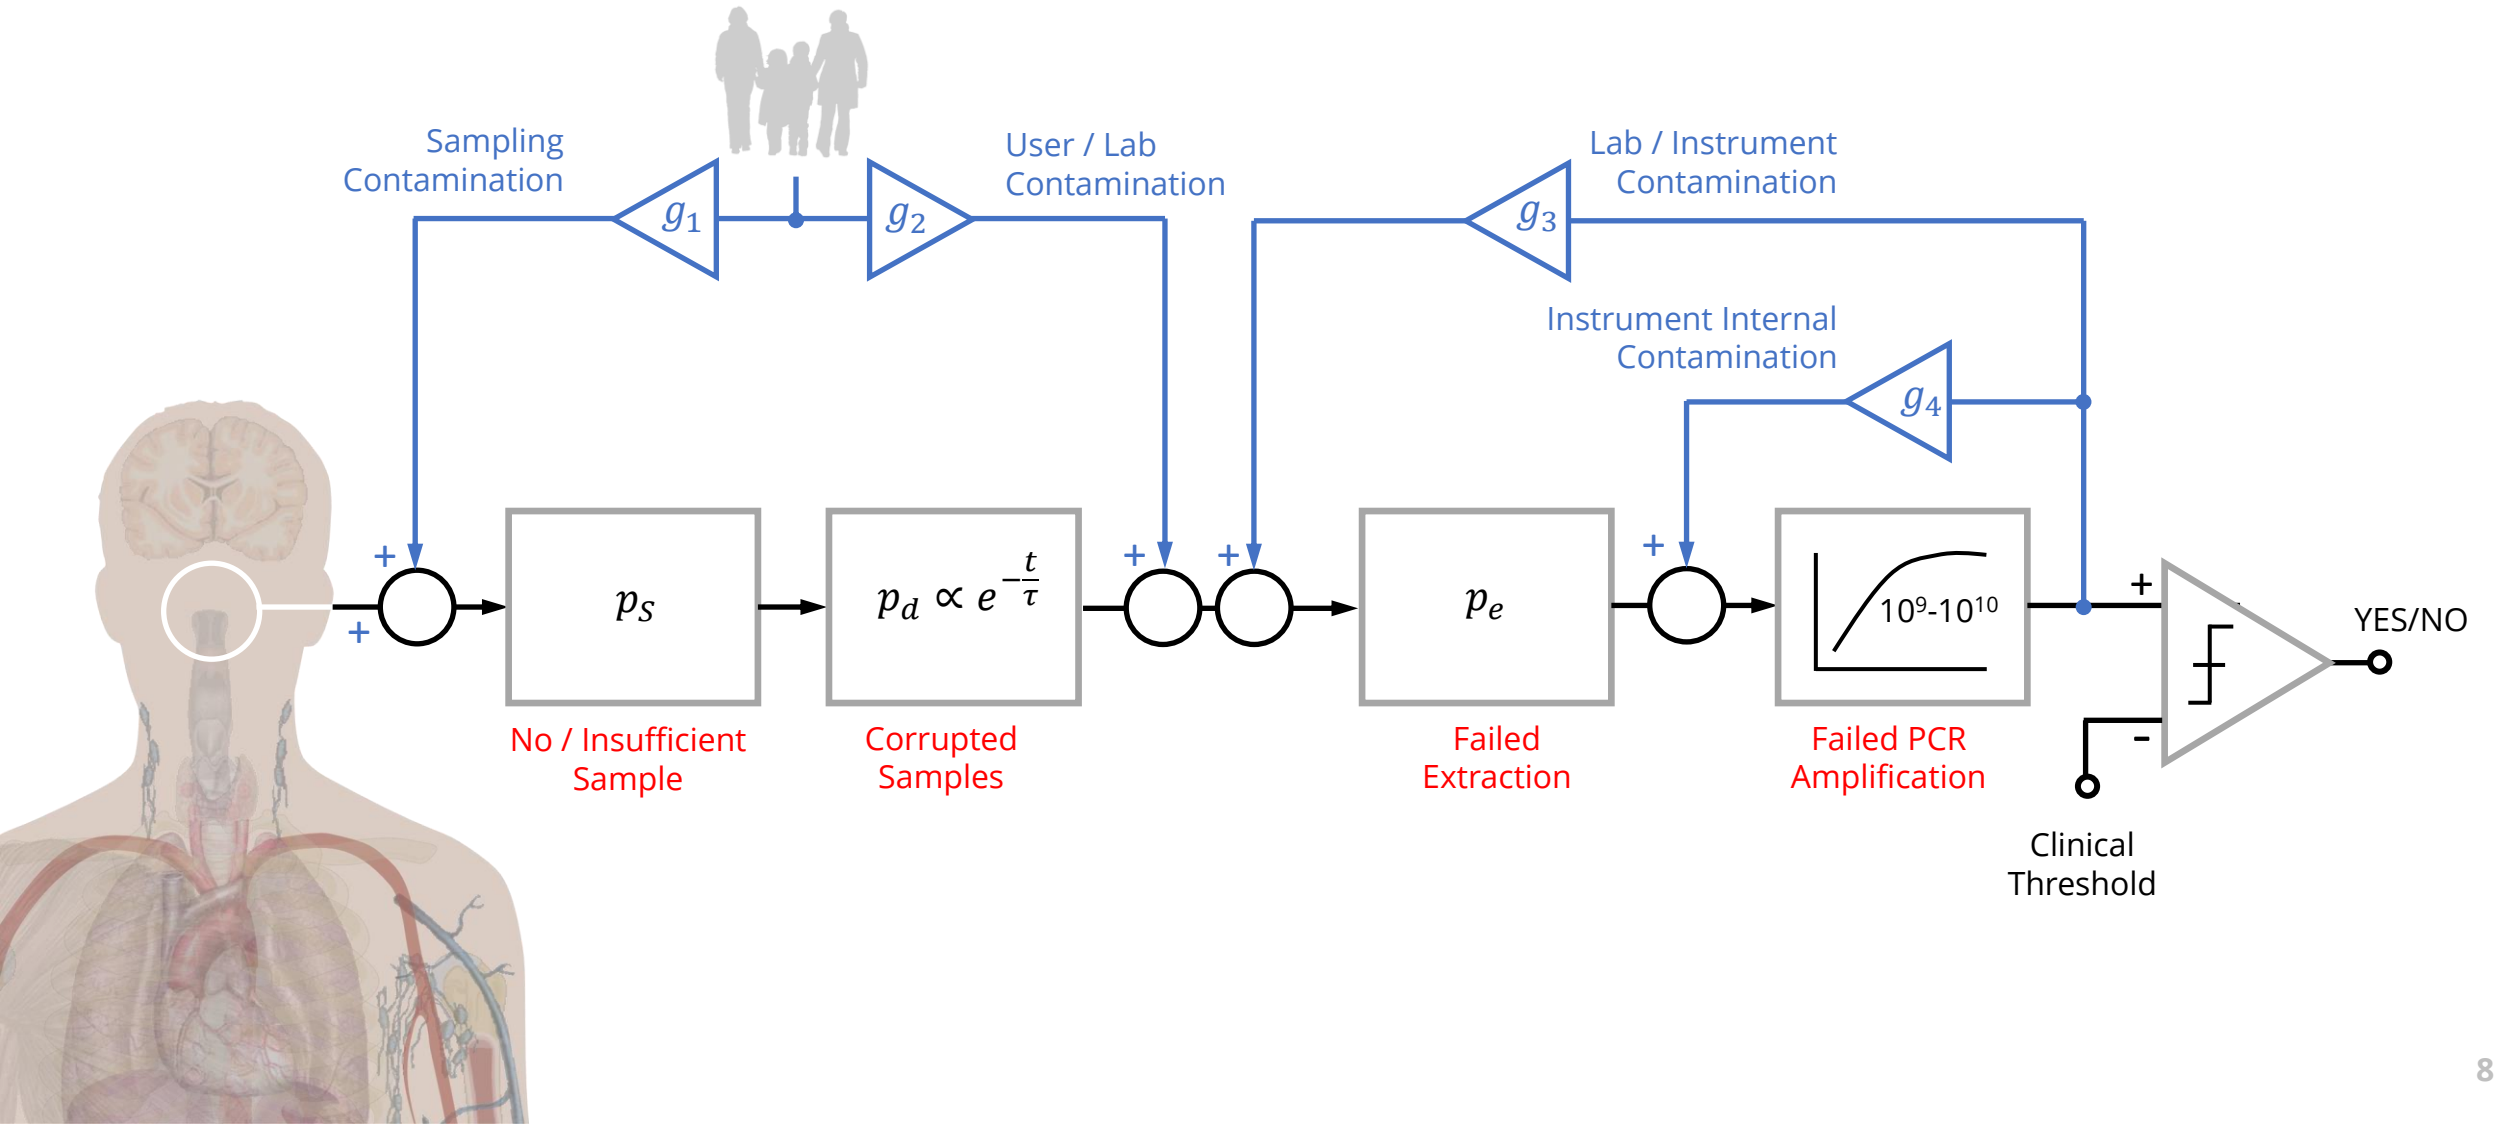 Sampling
Contamination
g₁
g₂
User / Lab
Contamination
Lab / Instrument
Contamination
g₃
Instrument Internal
Contamination
g₄
+
+
+
+
+
p_S
p_d ∝ e^{-t/τ}
p_e
10⁹-10¹⁰
+
-
YES/NO
No / Insufficient
Sample
Corrupted
Samples
Failed
Extraction
Failed PCR
Amplification
Clinical
Threshold
8